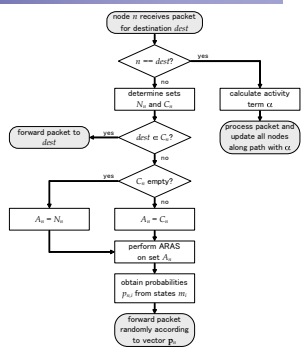 node n receives packet
for destination dest
n == dest?
yes
no
determine sets
Nn and Cn
calculate activity
term α
forward packet to
dest
yes
dest ∈ Cn?
process packet and
update all nodes
along path with α
no
yes
Cn empty?
no
An = Nn
An = Cn
perform ARAS
on set An
obtain probabilities
pn,i from states mi
forward packet
randomly according
to vector pn